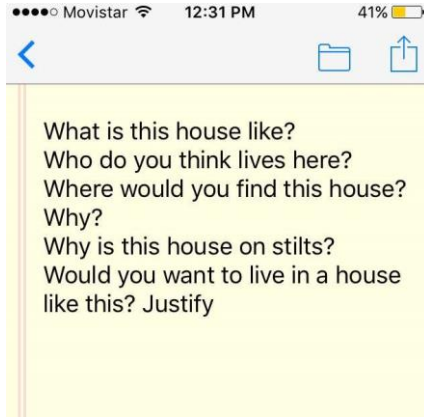 Movistar 12:31 PM 41%
What is this house like?
Who do you think lives here?
Where would you find this house?
Why?
Why is this house on stilts?
Would you want to live in a house
like this? Justify